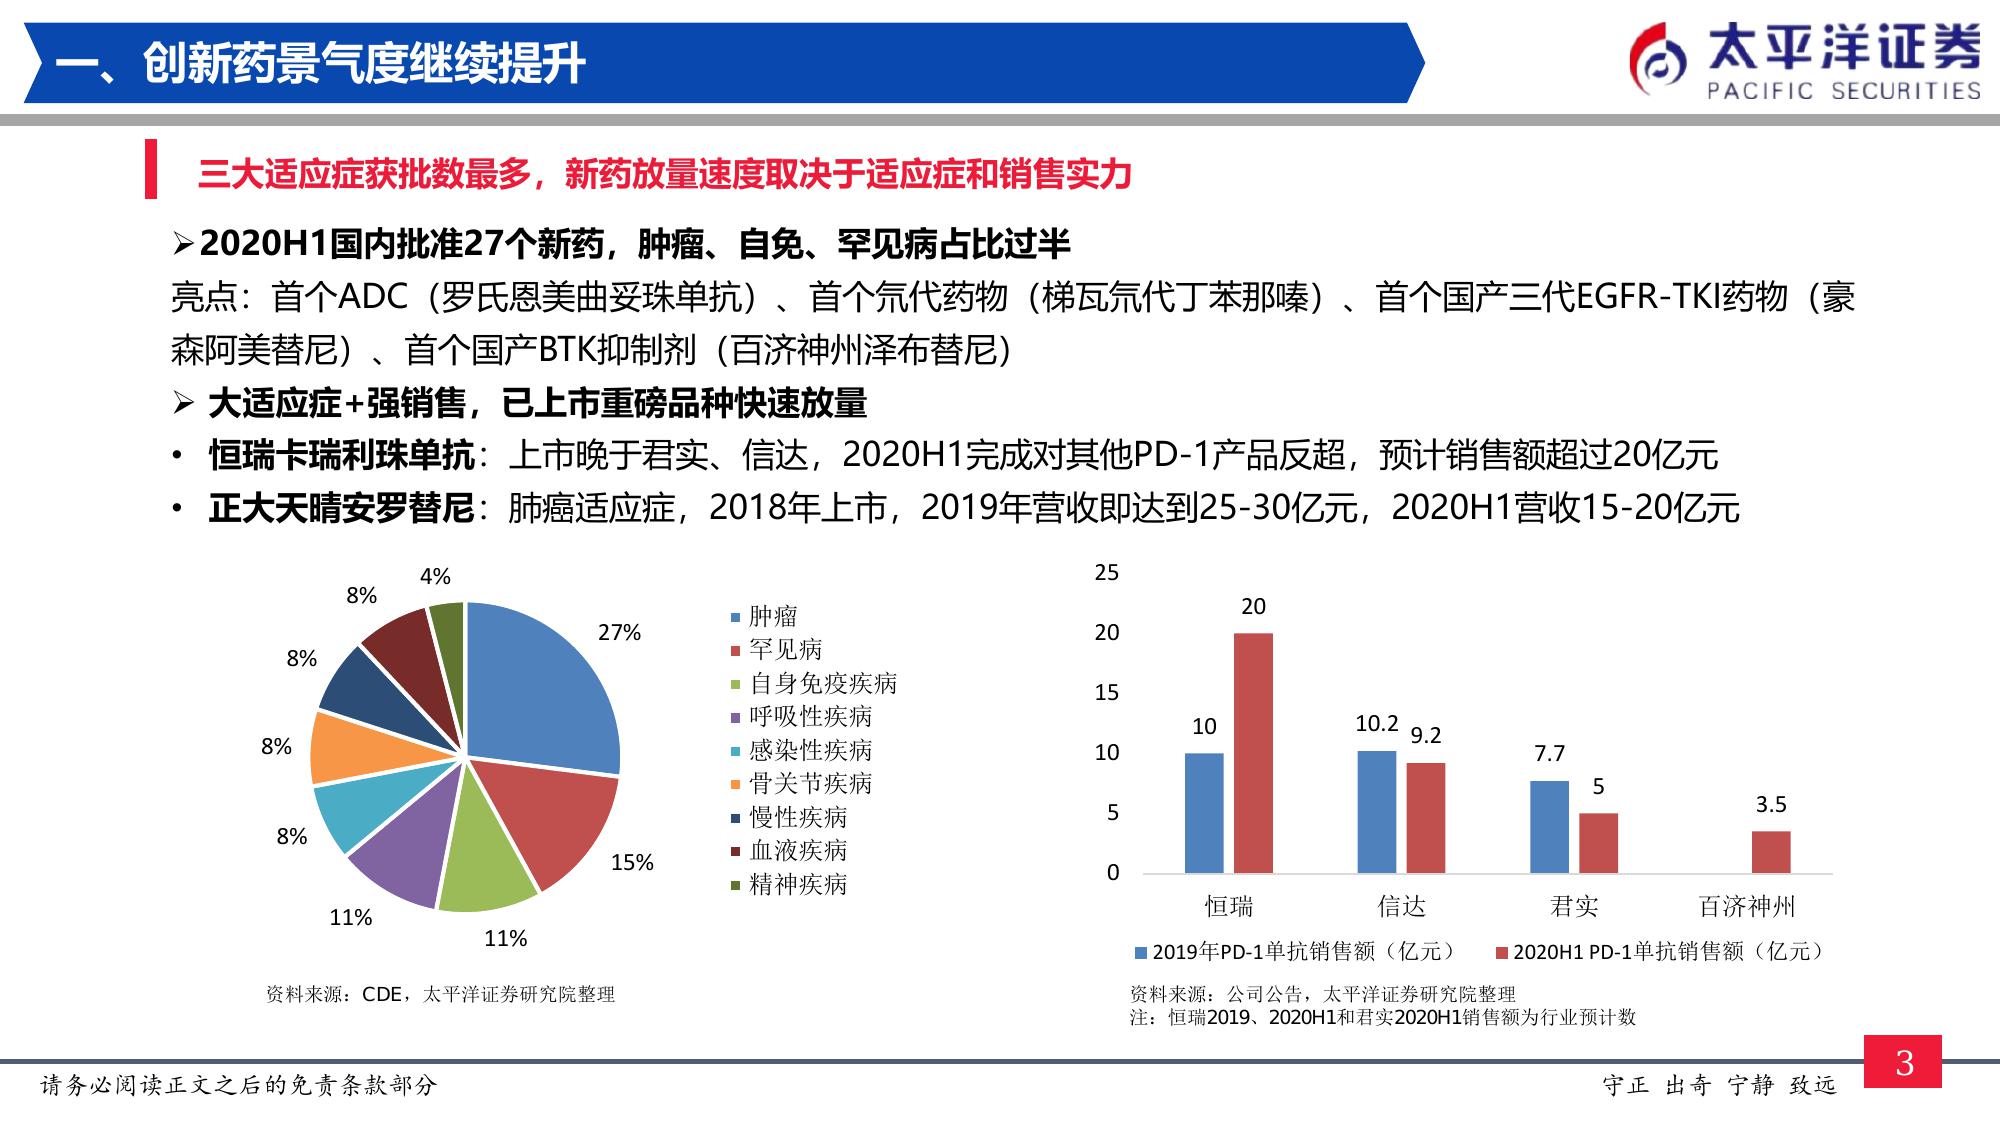 一、创新药景气度继续提升
太平洋证券
PACIFIC SECURITIES
三大适应症获批数最多，新药放量速度取决于适应症和销售实力
➢2020H1国内批准27个新药，肿瘤、自免、罕见病占比过半
亮点：首个ADC（罗氏恩美曲妥珠单抗）、首个氘代药物（梯瓦氘代丁苯那嗪）、首个国产三代EGFR-TKI药物（豪
森阿美替尼）、首个国产BTK抑制剂（百济神州泽布替尼）
➢ 大适应症+强销售，已上市重磅品种快速放量
• 恒瑞卡瑞利珠单抗：上市晚于君实、信达，2020H1完成对其他PD-1产品反超，预计销售额超过20亿元
• 正大天晴安罗替尼：肺癌适应症，2018年上市，2019年营收即达到25-30亿元，2020H1营收15-20亿元
4%
8%
27%
8%
8%
8%
15%
11%
11%
肿瘤
罕见病
自身免疫疾病
呼吸性疾病
感染性疾病
骨关节疾病
慢性疾病
血液疾病
精神疾病
资料来源：CDE，太平洋证券研究院整理
25
20
15
10
5
0
10
20
10.2
9.2
7.7
5
3.5
恒瑞
信达
君实
百济神州
2019年PD-1单抗销售额（亿元）
2020H1 PD-1单抗销售额（亿元）
资料来源：公司公告，太平洋证券研究院整理
注：恒瑞2019、2020H1和君实2020H1销售额为行业预计数
请务必阅读正文之后的免责条款部分
守正 出奇 宁静 致远
3